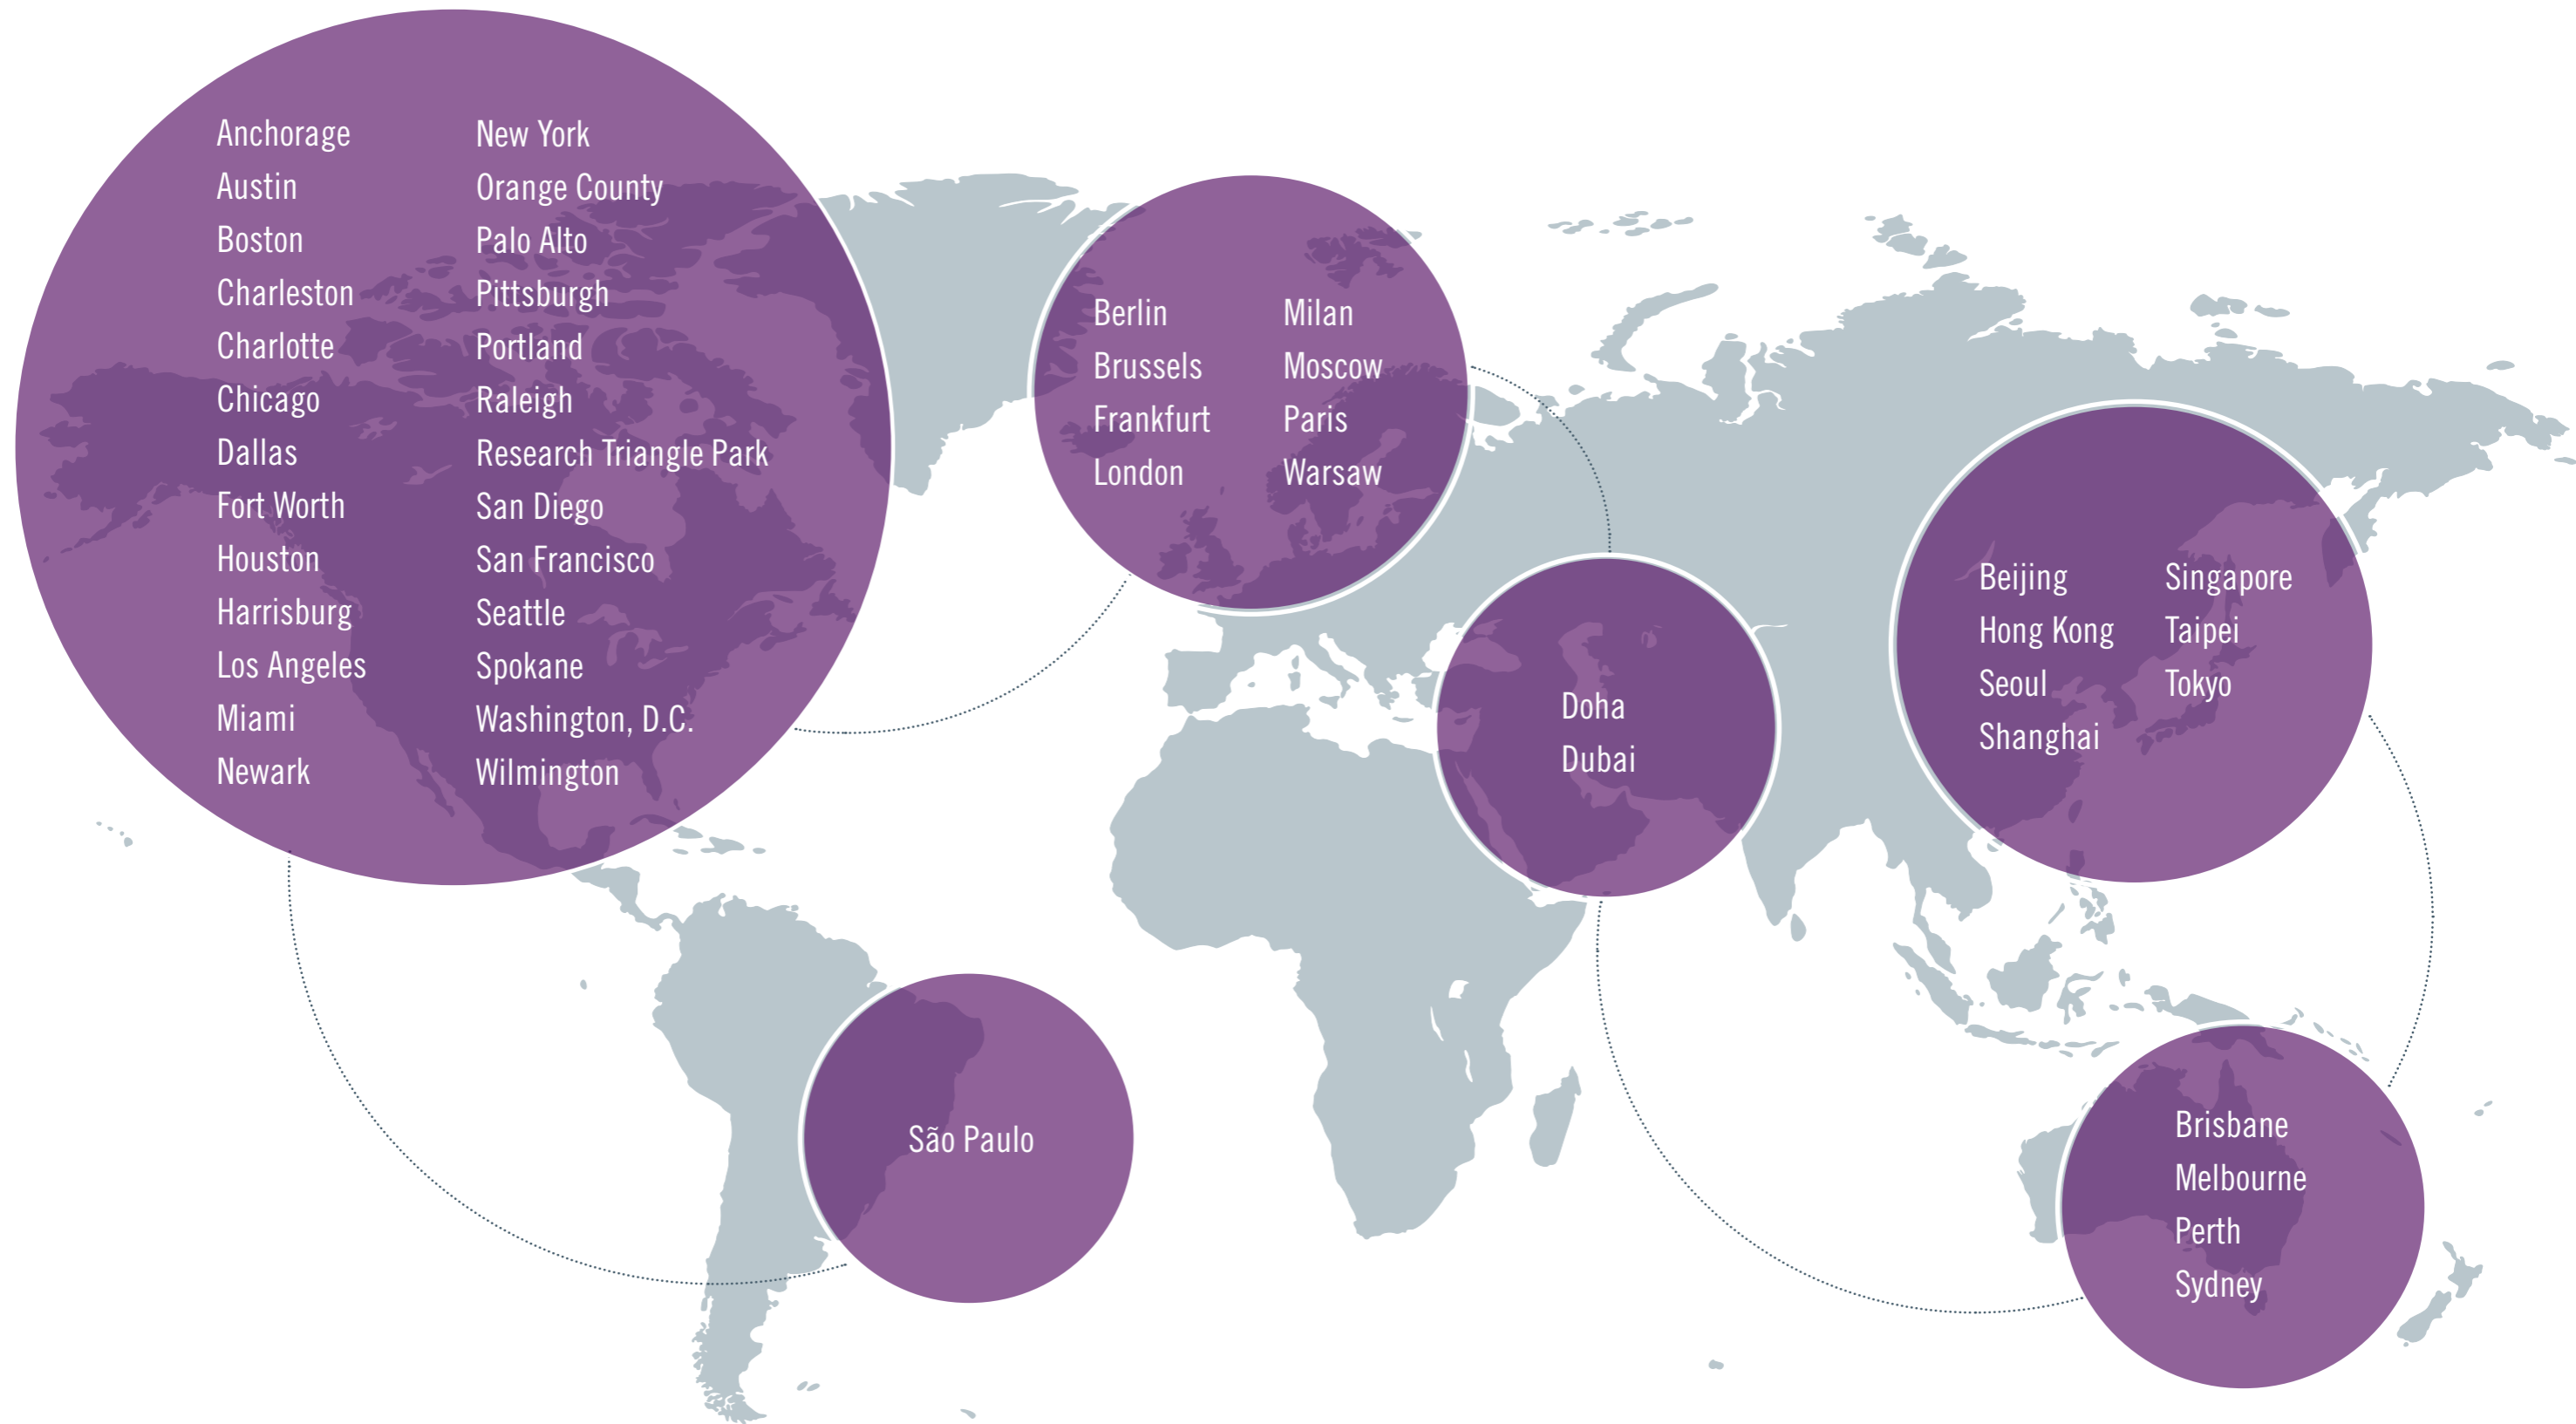 Anchorage
Austin
Boston
Charleston
Charlotte
Chicago
Dallas
Fort Worth
Houston
Harrisburg
Los Angeles
Miami
Newark
New York
Orange County
Palo Alto
Pittsburgh
Portland
Raleigh
Research Triangle Park
San Diego
San Francisco
Seattle
Spokane
Washington, D.C.
Wilmington
Berlin
Brussels
Frankfurt
London
Milan
Moscow
Paris
Warsaw
Doha
Dubai
Beijing
Hong Kong
Seoul
Shanghai
Singapore
Taipei
Tokyo
São Paulo
Brisbane
Melbourne
Perth
Sydney